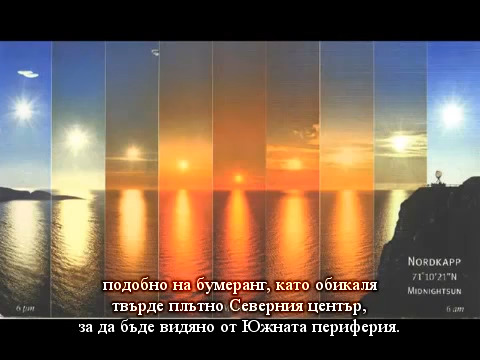 NORDKAPP
71°10'21"N
MIDNIGHTSUN
6 pm
6 am
подобно на бумеранг, като обикаля
твърде плътно Северния център,
за да бъде видяно от Южната периферия.